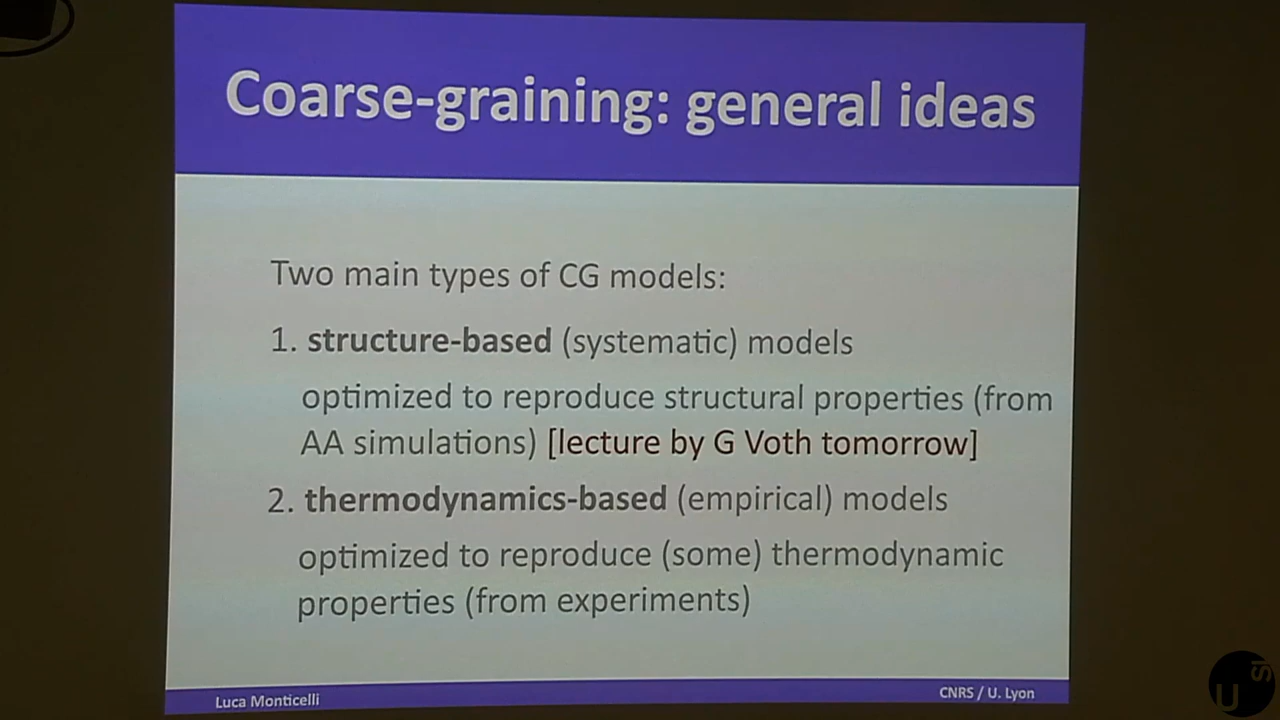 Coarse-graining: general ideas
Two main types of CG models:
1. structure-based (systematic) models
optimized to reproduce structural properties (from
AA simulations) [lecture by G Voth tomorrow]
2. thermodynamics-based (empirical) models
optimized to reproduce (some) thermodynamic
properties (from experiments)
Luca Monticelli
CNRS / U. Lyon
U
SI